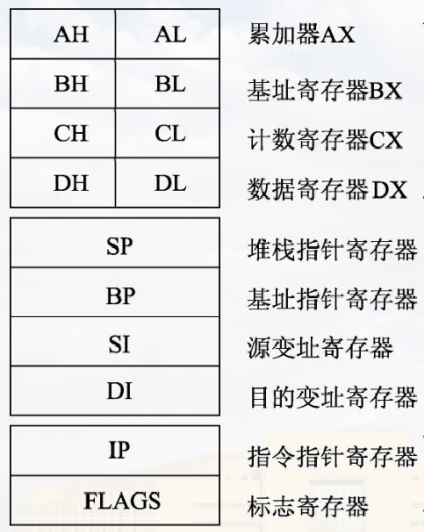 AH AL 累加器AX
BH BL 基址寄存器BX
CH CL 计数寄存器CX
DH DL 数据寄存器DX
SP 堆栈指针寄存器
BP 基址指针寄存器
SI 源变址寄存器
DI 目的变址寄存器
IP 指令指针寄存器
FLAGS 标志寄存器